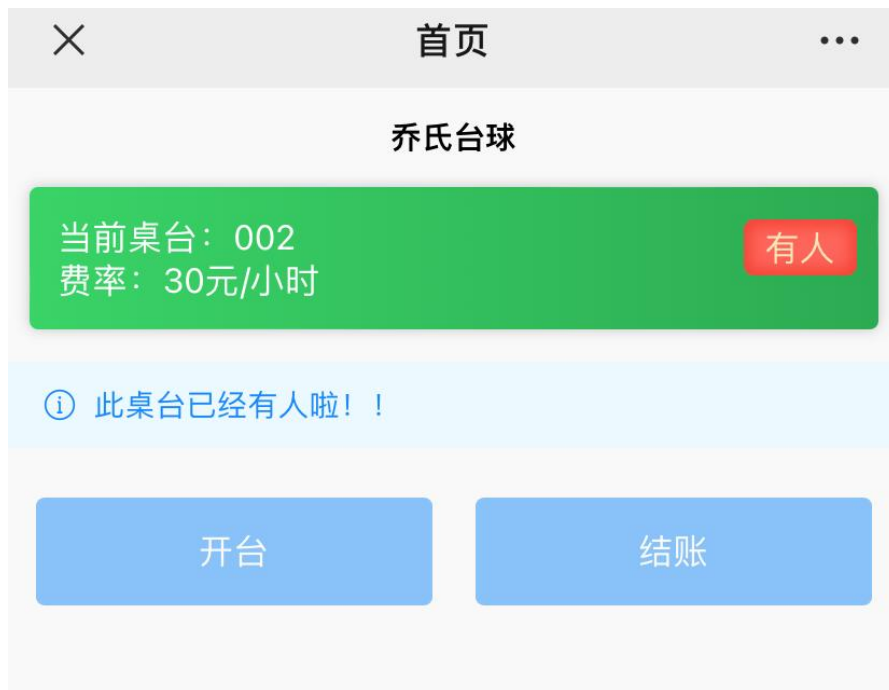 首页
乔氏台球
当前桌台：002
有人
费率：30元/小时
此桌台已经有人啦！！
开台
结账